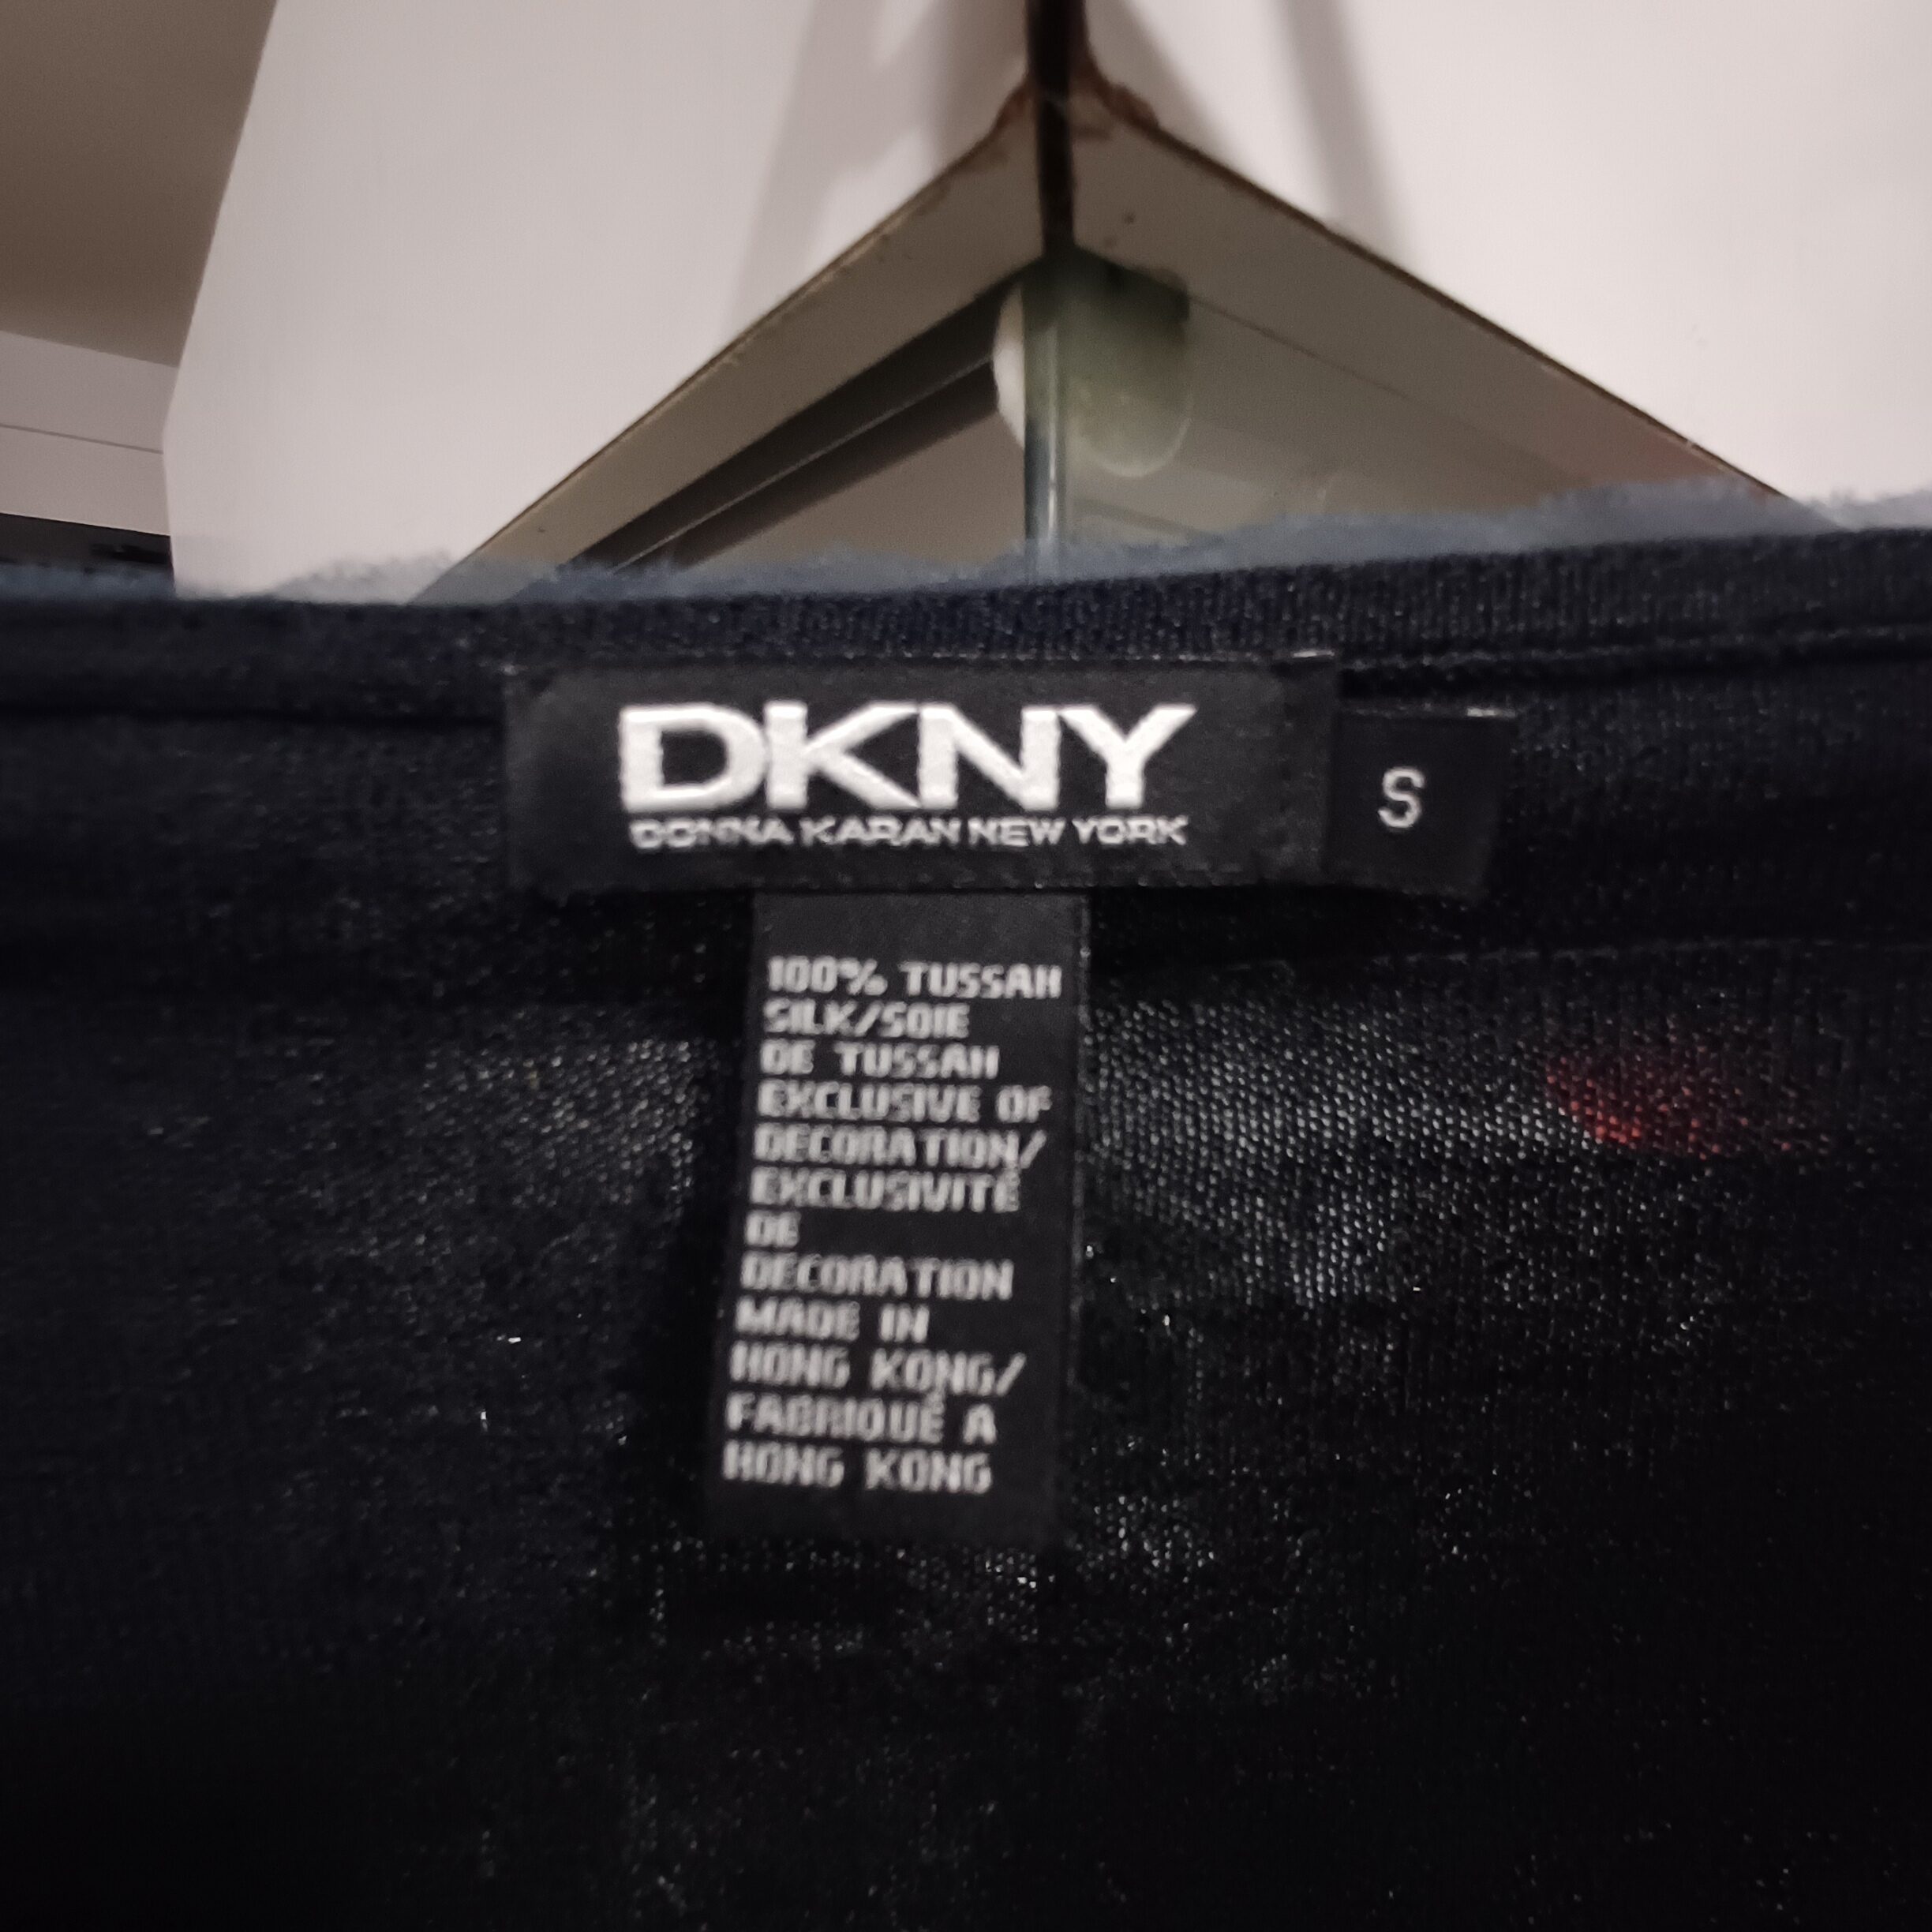 DKNY
DONNA KARAN NEW YORK
S
100% TUSSAH
SILK/SOIE
DE TUSSAH
EXCLUSIVE OF
DECORATION/
EXCLUSIVITÉ
DE
DECORATION
MADE IN
HONG KONG/
FABRIQUÉ A
HONG KONG